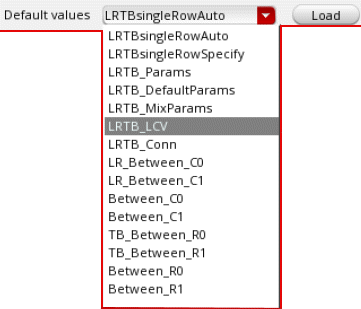 Default values LRTBsingleRowAuto Load
LRTBsingleRowAuto
LRTBsingleRowSpecify
LRTB_Params
LRTB_DefaultParams
LRTB_MixParams
LRTB_LCV
LRTB_Conn
LR_Between_C0
LR_Between_C1
Between_C0
Between_C1
TB_Between_R0
TB_Between_R1
Between_R0
Between_R1